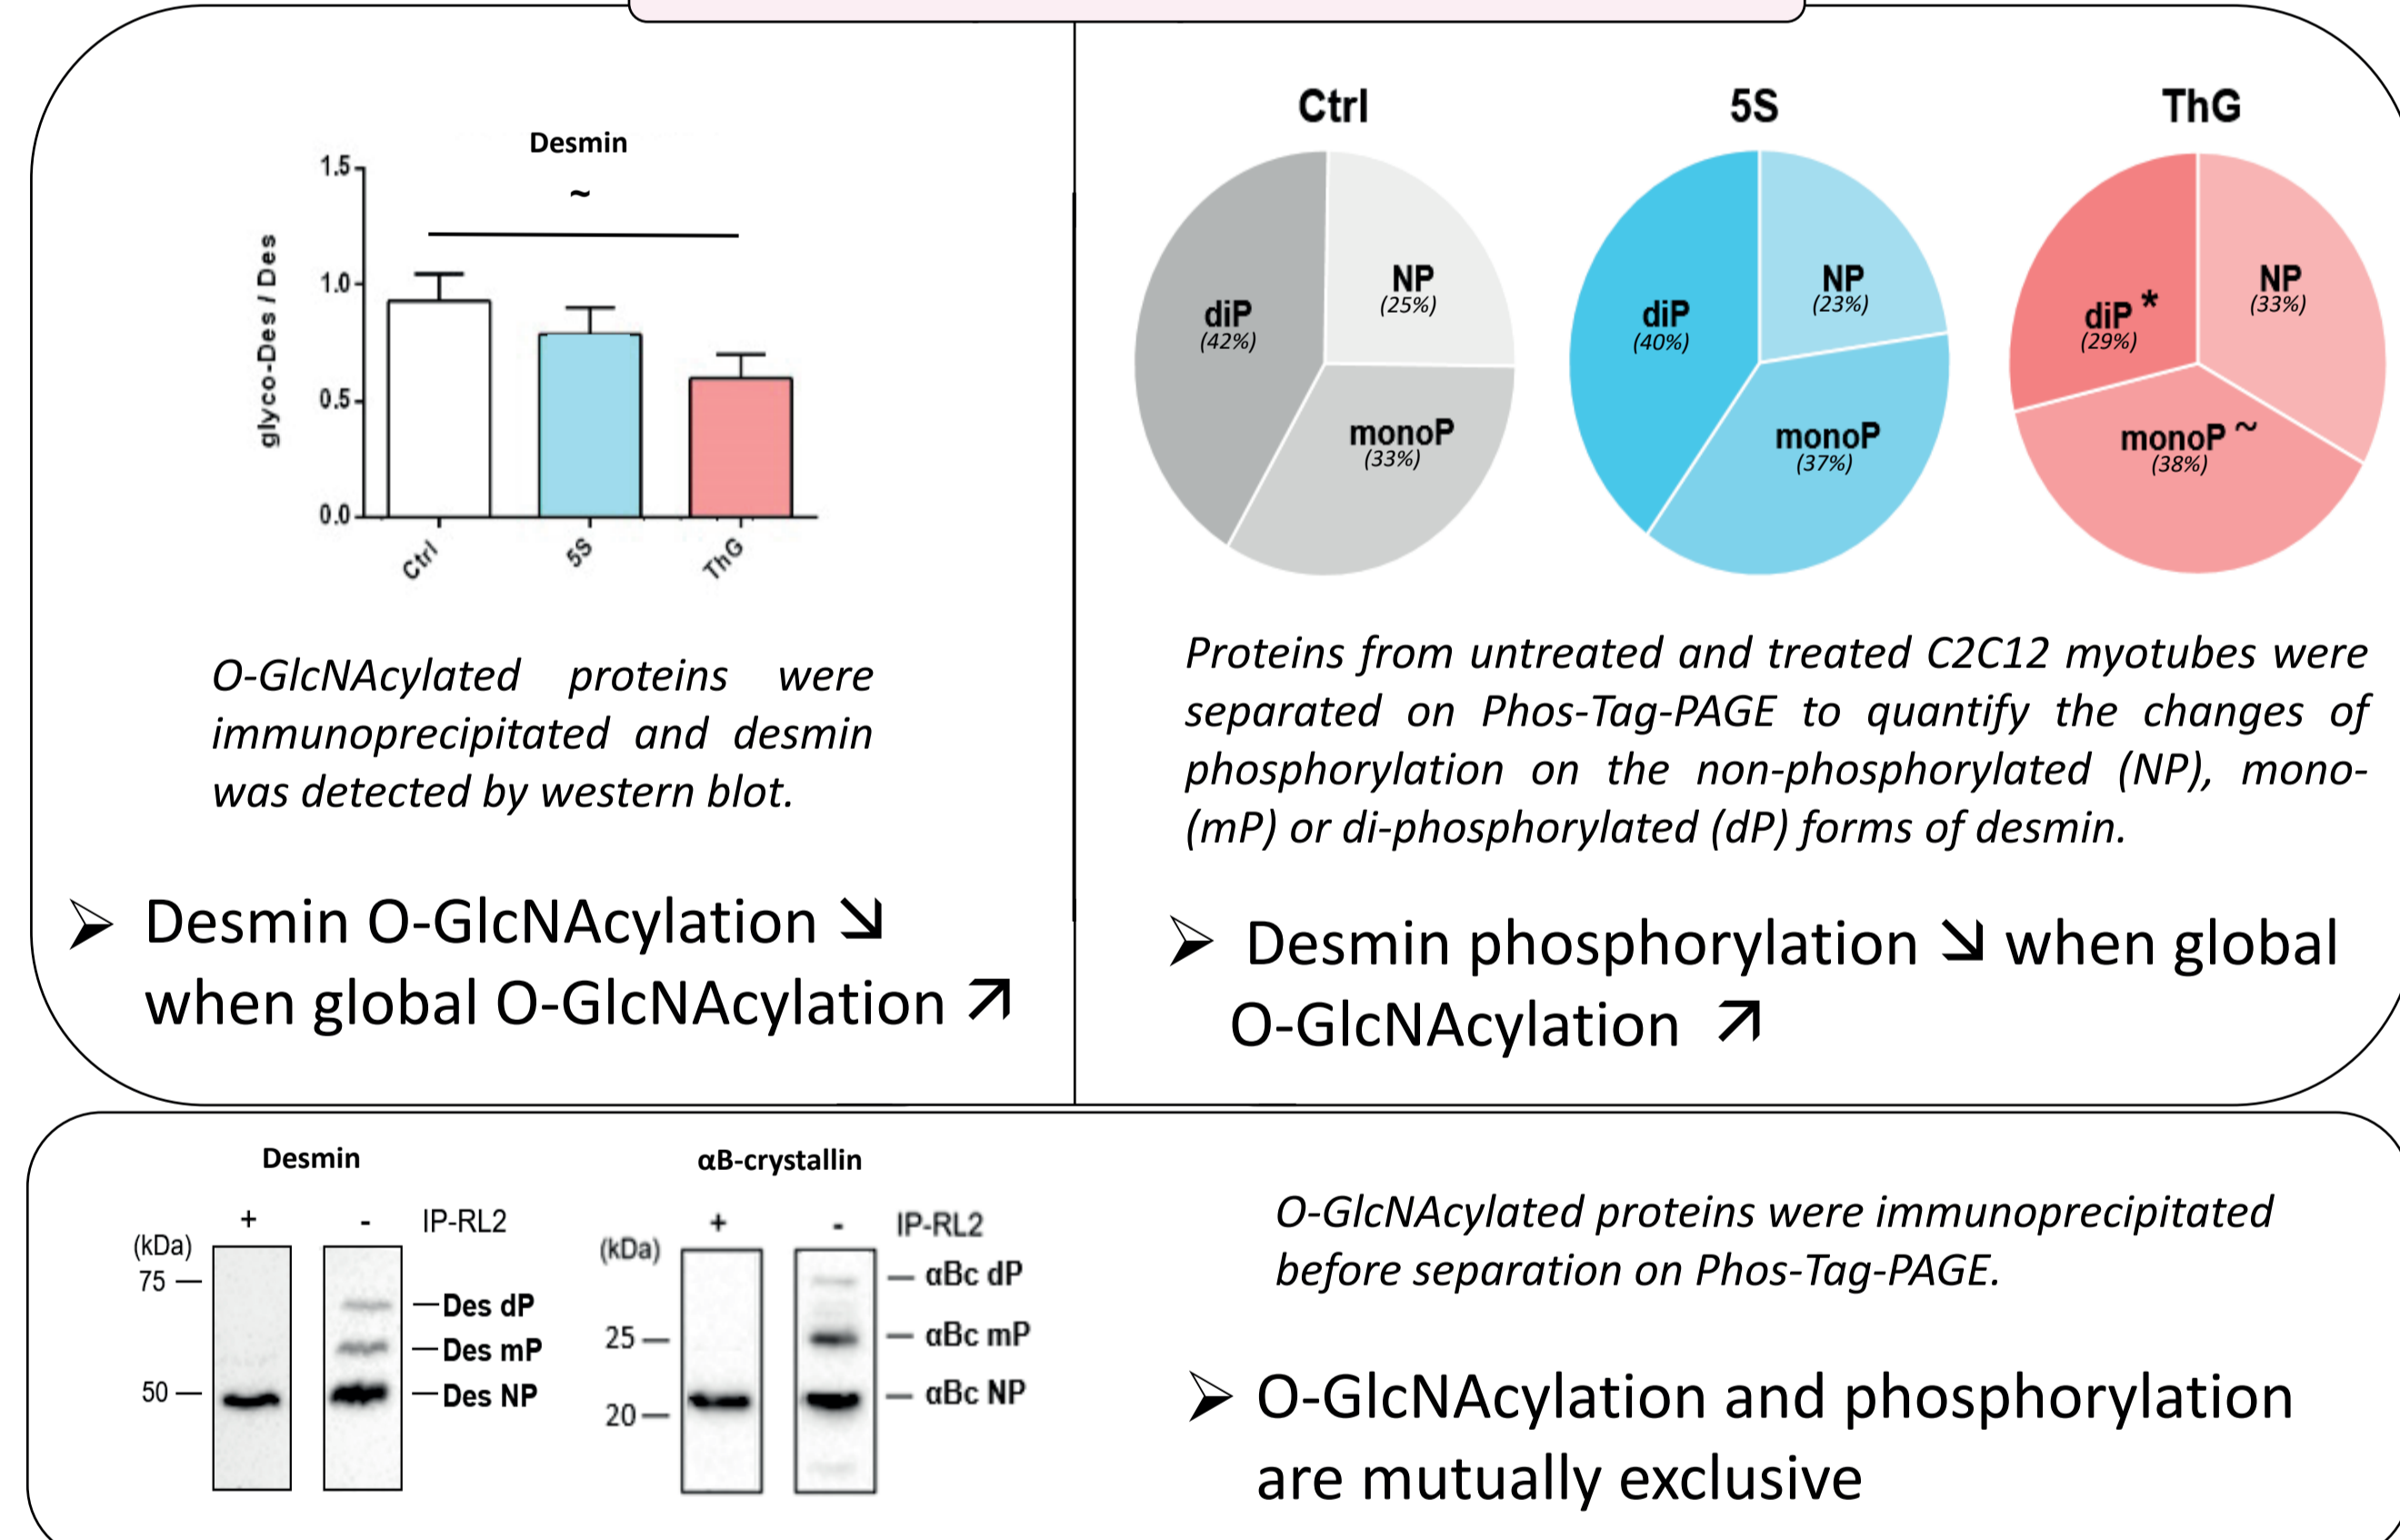 Desmin
~
1.5
1.0
0.5
0.0
glyco-Des / Des
Ctrl
5S
ThG
O-GlcNAcylated proteins were
immunoprecipitated and desmin
was detected by western blot.
➢ Desmin O-GlcNAcylation ↘
when global O-GlcNAcylation ↗
Ctrl
diP
(42%)
NP
(25%)
monoP
(33%)
5S
diP
(40%)
NP
(23%)
monoP
(37%)
ThG
diP *
(29%)
NP
(33%)
monoP ~
(38%)
Proteins from untreated and treated C2C12 myotubes were
separated on Phos-Tag-PAGE to quantify the changes of
phosphorylation on the non-phosphorylated (NP), mono-
(mP) or di-phosphorylated (dP) forms of desmin.
➢ Desmin phosphorylation ↘ when global
O-GlcNAcylation ↗
Desmin
+ - IP-RL2
(kDa)
75
50
Des dP
Des mP
Des NP
αB-crystallin
+ - IP-RL2
(kDa)
25
20
αBc dP
αBc mP
αBc NP
O-GlcNAcylated proteins were immunoprecipitated
before separation on Phos-Tag-PAGE.
➢ O-GlcNAcylation and phosphorylation
are mutually exclusive